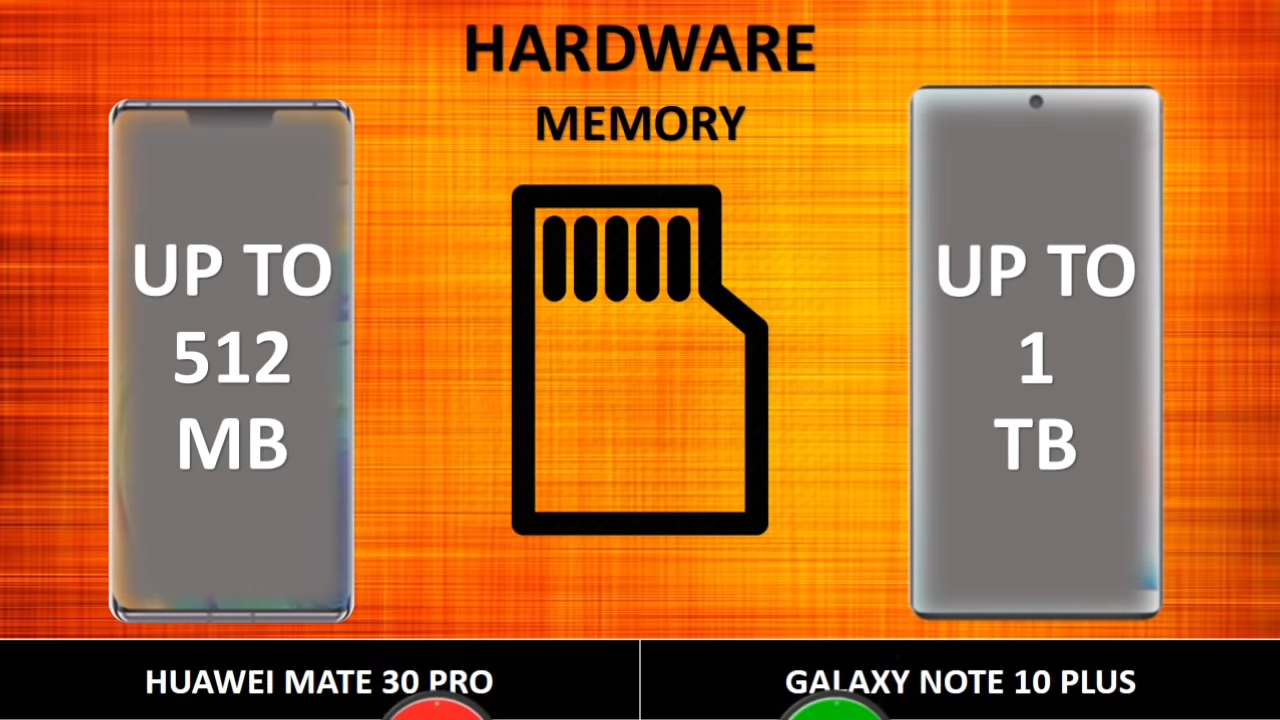 HARDWARE
MEMORY
UP TO
512
MB
UP TO
1
TB
HUAWEI MATE 30 PRO
GALAXY NOTE 10 PLUS